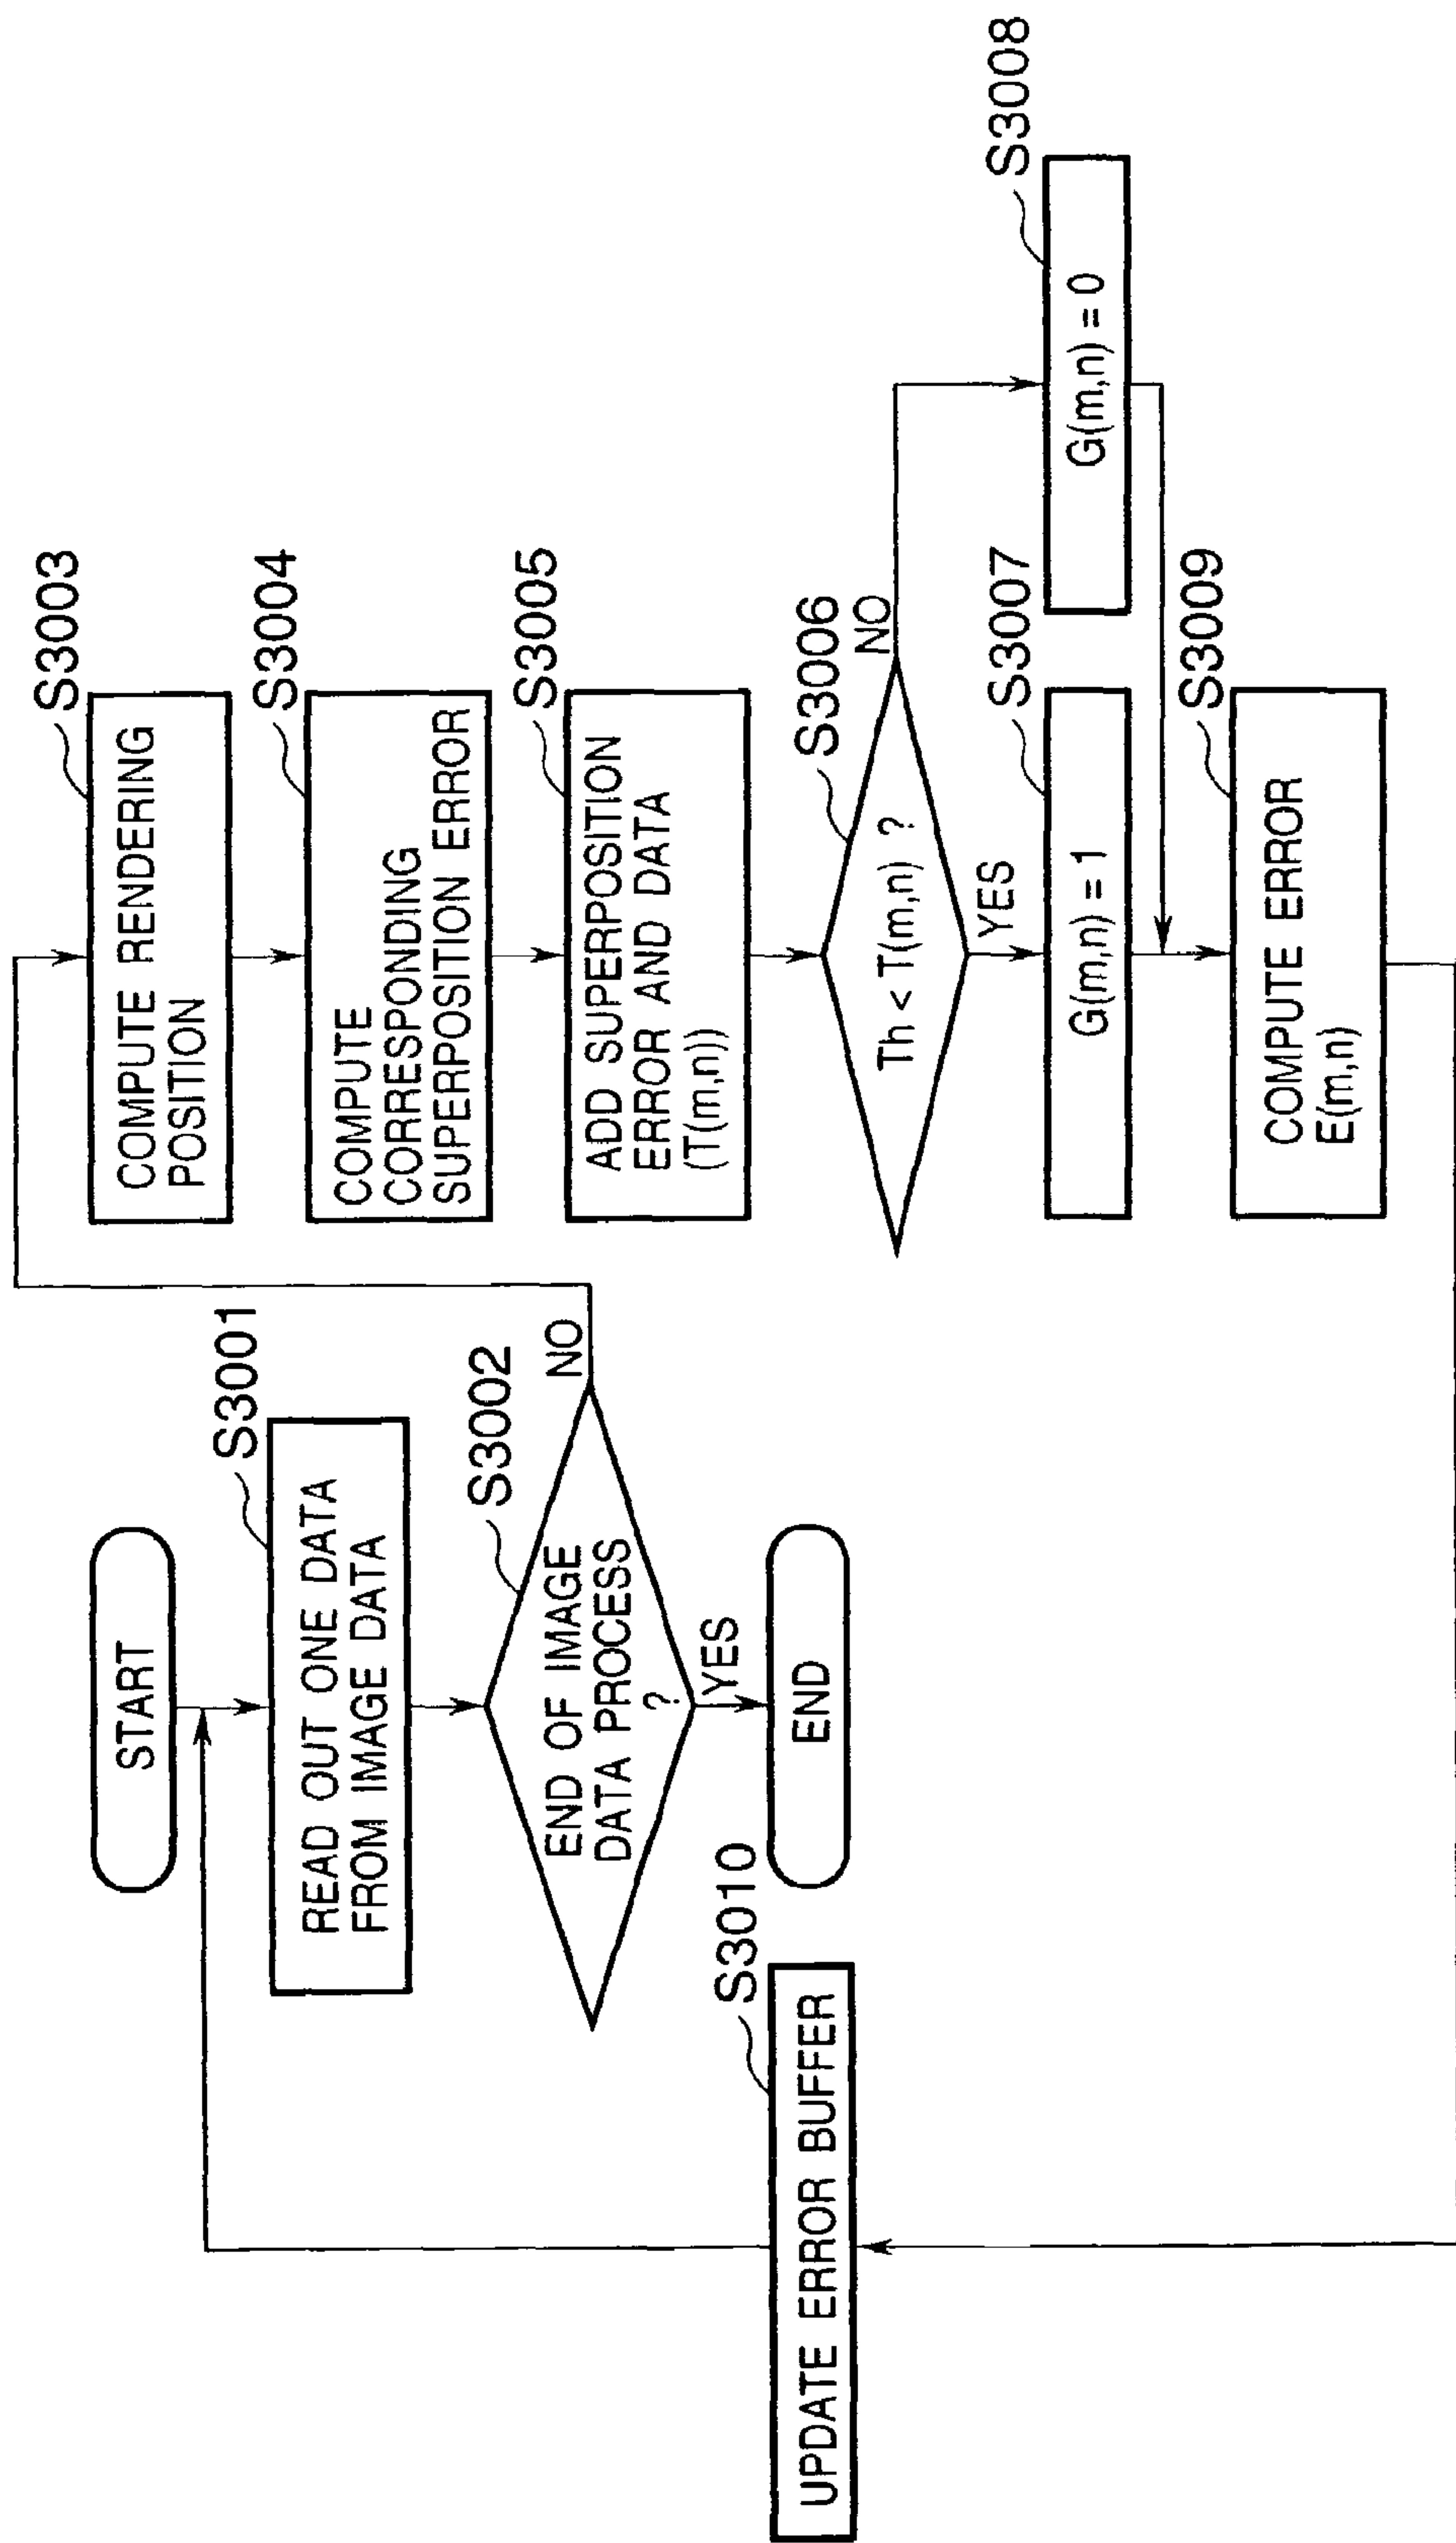 START
S3001
READ OUT ONE DATA
FROM IMAGE DATA
S3002
END OF IMAGE
DATA PROCESS
?
NO
YES
END
S3003
COMPUTE RENDERING
POSITION
S3004
COMPUTE
CORRESPONDING
SUPERPOSITION ERROR
S3005
ADD SUPERPOSITION
ERROR AND DATA
(T(m,n))
S3006
Th < T(m,n) ?
NO
YES
S3007
G(m,n) = 1
S3008
G(m,n) = 0
S3009
COMPUTE ERROR
E(m,n)
S3010
UPDATE ERROR BUFFER